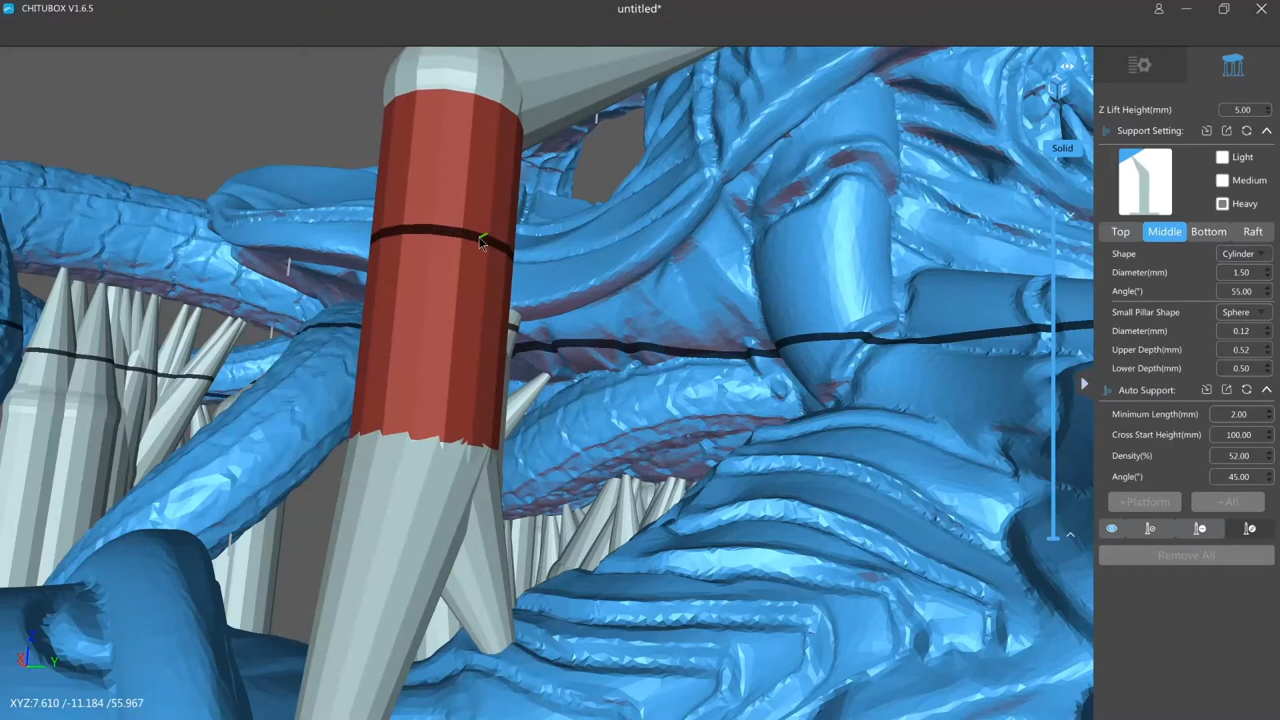 CHITUBOX V1.6.5
untitled*
Z Lift Height(mm) 5.00
Support Setting:
Solid
Light
Medium
Heavy
Top Middle Bottom Raft
Shape Cylinder
Diameter(mm) 1.50
Angle(°) 55.00
Small Pillar Shape Sphere
Diameter(mm) 0.12
Upper Depth(mm) 0.52
Lower Depth(mm) 0.50
Auto Support:
Minimum Length(mm) 2.00
Cross Start Height(mm) 100.00
Density(%) 52.00
Angle(°) 45.00
+Platform +All
Remove All
Z
X Y
XYZ:7.610 /-11.184 /55.967